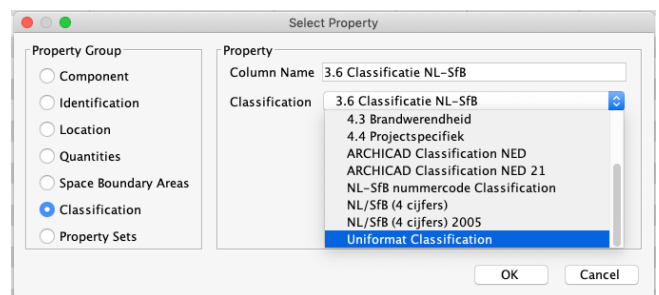 Select Property
Property Group
Component
Identification
Location
Quantities
Space Boundary Areas
Classification
Property Sets
Property
Column Name 3.6 Classificatie NL-SfB
Classification 3.6 Classificatie NL-SfB
4.3 Brandwerendheid
4.4 Projectspecifiek
ARCHICAD Classification NED
ARCHICAD Classification NED 21
NL-SfB nummercode Classification
NL/SfB (4 cijfers)
NL/SfB (4 cijfers) 2005
Uniformat Classification
OK Cancel